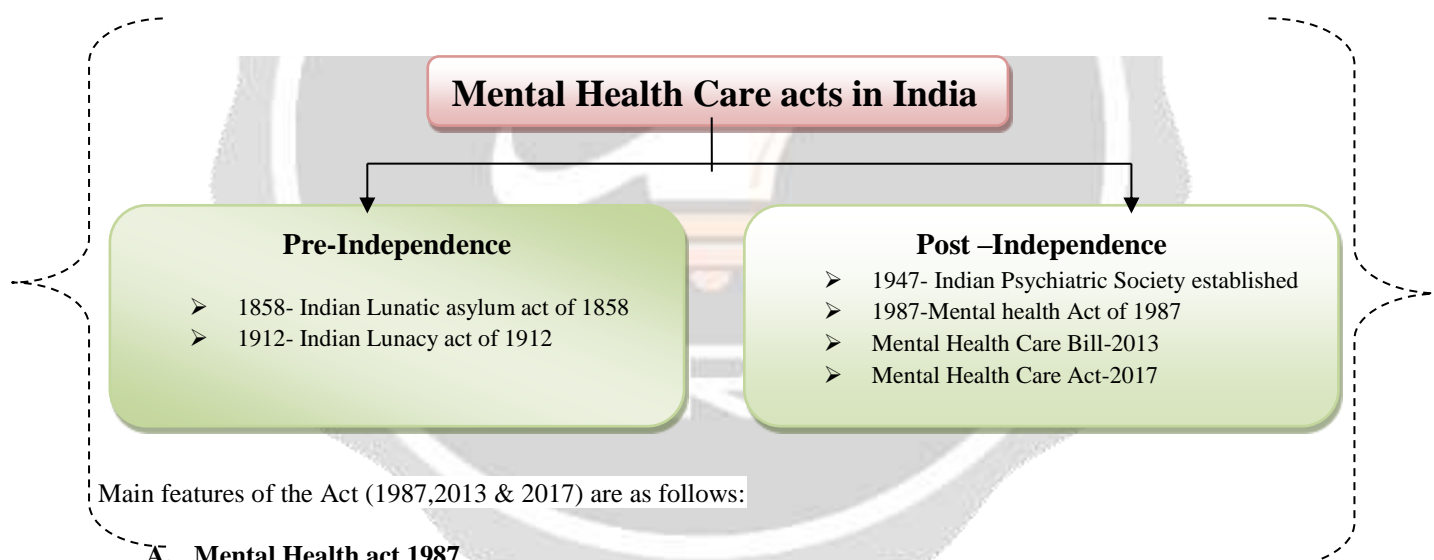 Mental Health Care acts in India
Pre-Independence
➢ 1858- Indian Lunatic asylum act of 1858
➢ 1912- Indian Lunacy act of 1912
Post –Independence
➢ 1947- Indian Psychiatric Society established
➢ 1987-Mental health Act of 1987
➢ Mental Health Care Bill-2013
➢ Mental Health Care Act-2017
Main features of the Act (1987,2013 & 2017) are as follows:
A. Mental Health act 1987